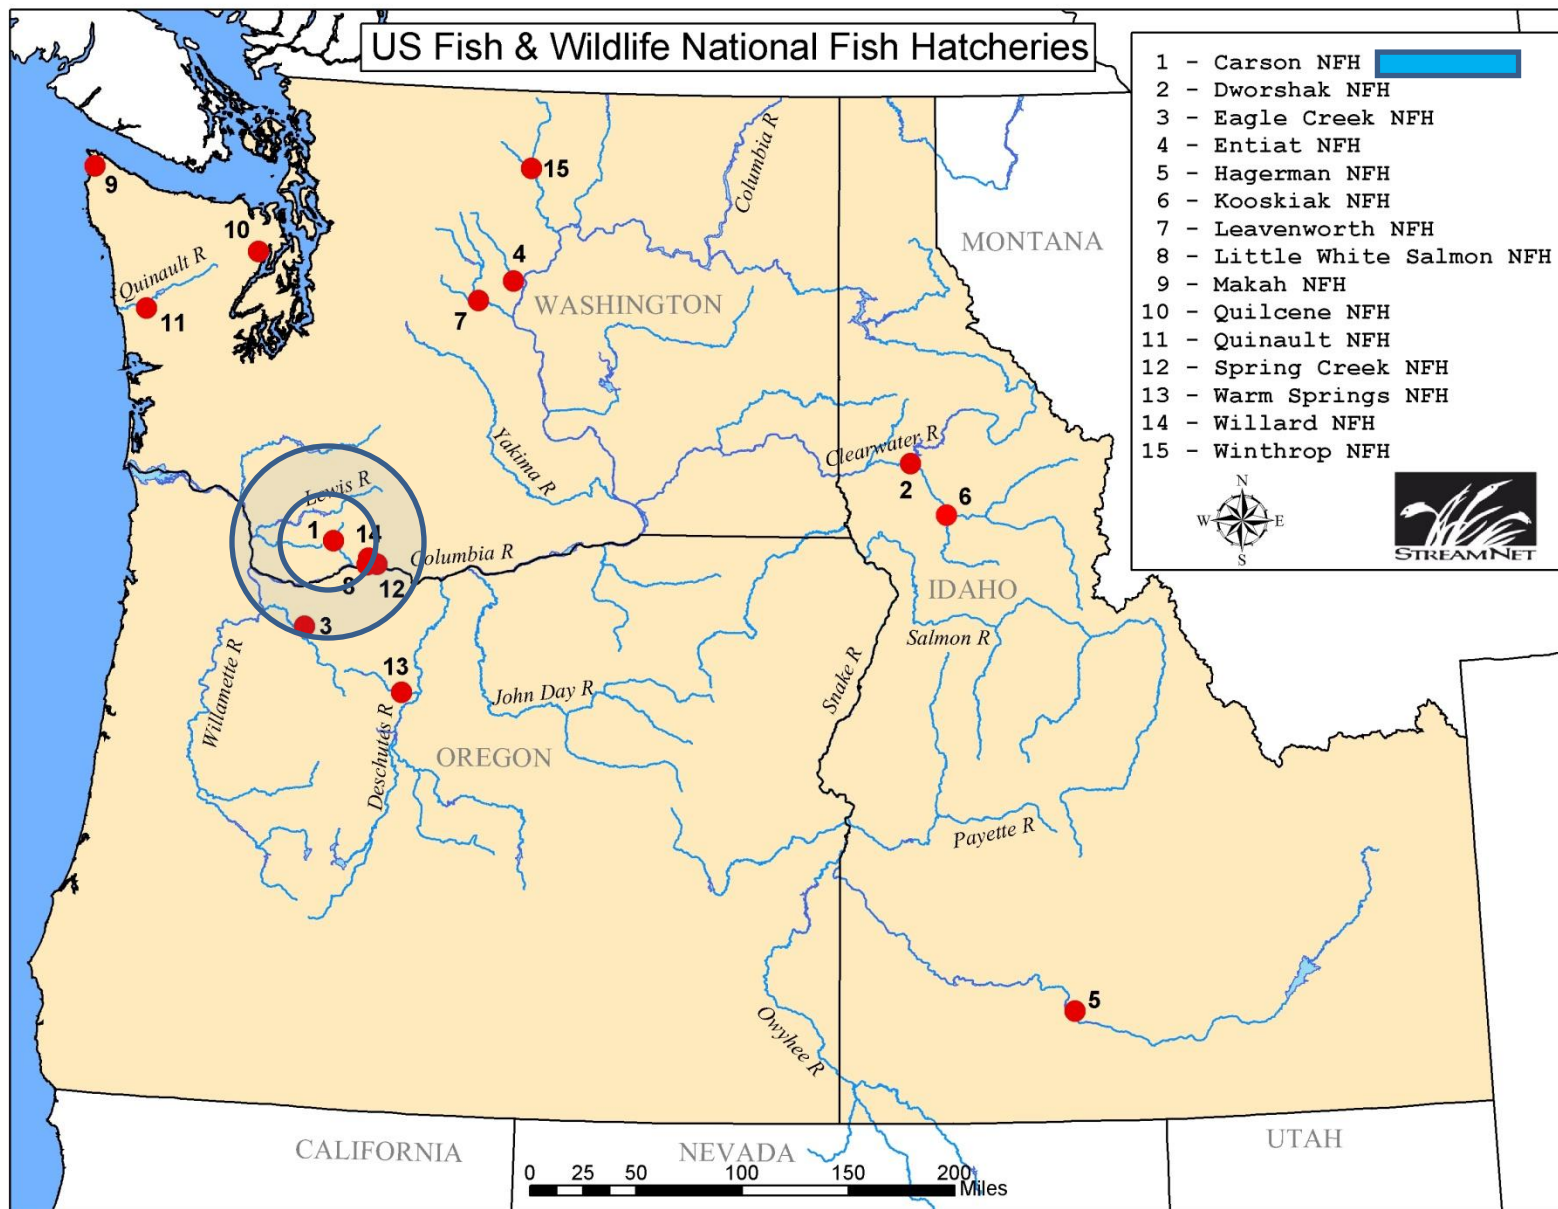 US Fish & Wildlife National Fish Hatcheries
1 - Carson NFH
2 - Dworshak NFH
3 - Eagle Creek NFH
4 - Entiat NFH
5 - Hagerman NFH
6 - Kooskiak NFH
7 - Leavenworth NFH
8 - Little White Salmon NFH
9 - Makah NFH
10 - Quilcene NFH
11 - Quinault NFH
12 - Spring Creek NFH
13 - Warm Springs NFH
14 - Willard NFH
15 - Winthrop NFH
N
W E
S
STREAMNET
Columbia R
15
9
10
MONTANA
Quinault R
4
WASHINGTON
11
7
Yakima R
Clearwater R
2
6
Lewis R
1
14
Columbia R
8
12
IDAHO
3
Salmon R
Willamette R
13
Snake R
John Day R
Deschutes R
OREGON
Payette R
5
Owyhee R
CALIFORNIA
NEVADA
UTAH
0 25 50 100 150 200
Miles